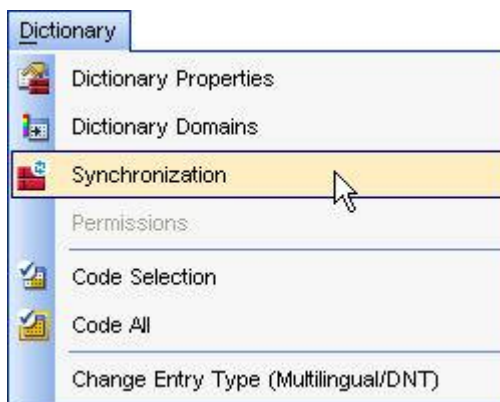 Dictionary
Dictionary Properties
Dictionary Domains
Synchronization
Permissions
Code Selection
Code All
Change Entry Type (Multilingual/DNT)